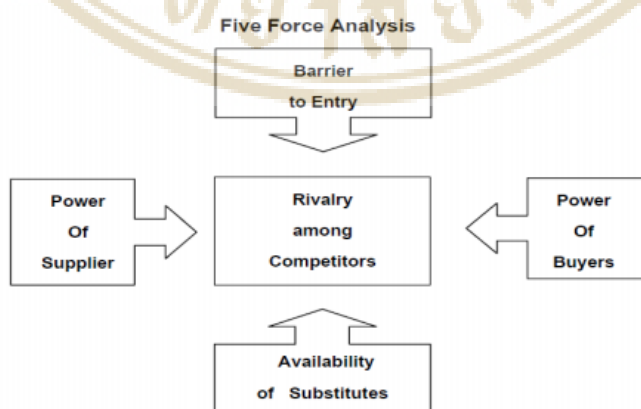 Five Force Analysis
Barrier
to Entry
Power
Of
Supplier
Rivalry
among
Competitors
Power
Of
Buyers
Availability
of Substitutes